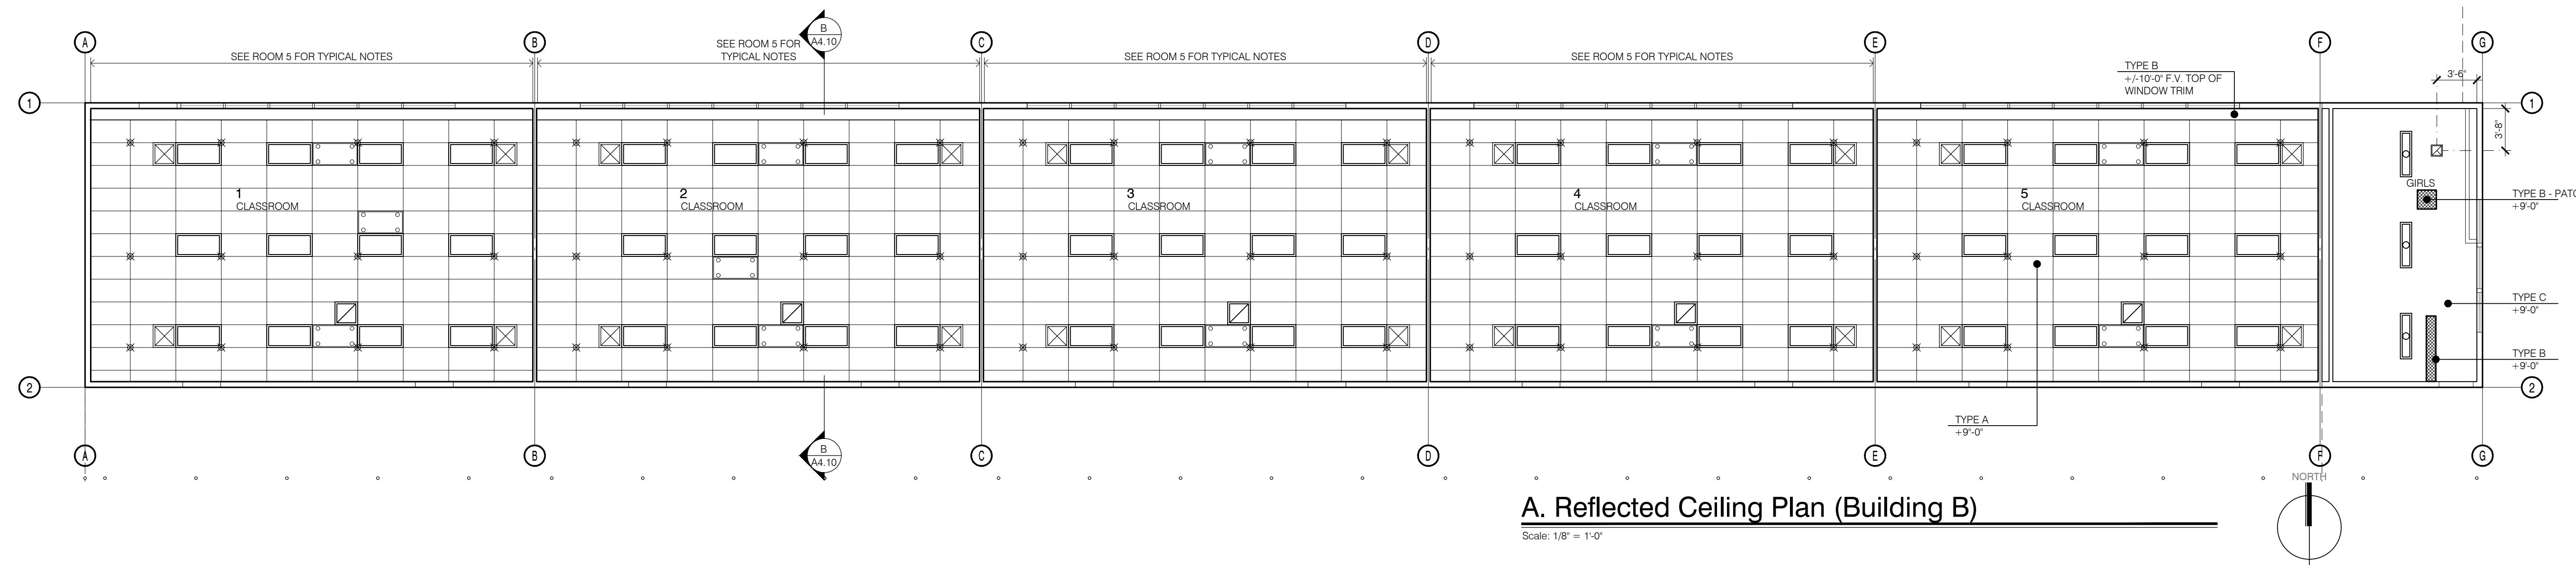 B
A4.10
A
B
C
D
E
F
G
SEE ROOM 5 FOR TYPICAL NOTES
SEE ROOM 5 FOR
TYPICAL NOTES
SEE ROOM 5 FOR TYPICAL NOTES
SEE ROOM 5 FOR TYPICAL NOTES
TYPE B
+/-10'-0" F.V. TOP OF
WINDOW TRIM
3'-6"
1
1
3'-8"
1
CLASSROOM
2
CLASSROOM
3
CLASSROOM
4
CLASSROOM
5
CLASSROOM
GIRLS
TYPE B - PATC
+9'-0"
TYPE C
+9'-0"
TYPE B
+9'-0"
2
2
TYPE A
+9"-0"
A
B
B
A4.10
C
D
E
F
G
NORTH
A. Reflected Ceiling Plan (Building B)
Scale: 1/8" = 1'-0"